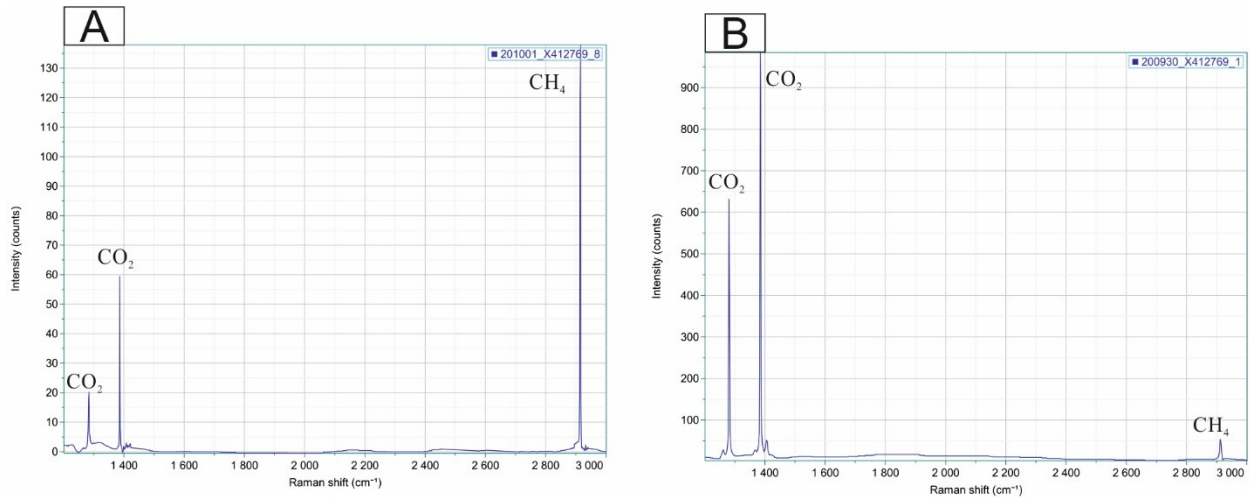 A
201001_X412769_8
CH₄
CO₂
CO₂
130
120
110
100
90
80
70
60
50
40
30
20
10
0
Intensity (counts)
1 400
1 600
1 800
2 000
2 200
2 400
2 600
2 800
3 000
Raman shift (cm⁻¹)
B
200930_X412769_1
CO₂
CO₂
CH₄
900
800
700
600
500
400
300
200
100
Intensity (counts)
1 400
1 600
1 800
2 000
2 200
2 400
2 600
2 800
3 000
Raman shift (cm⁻¹)